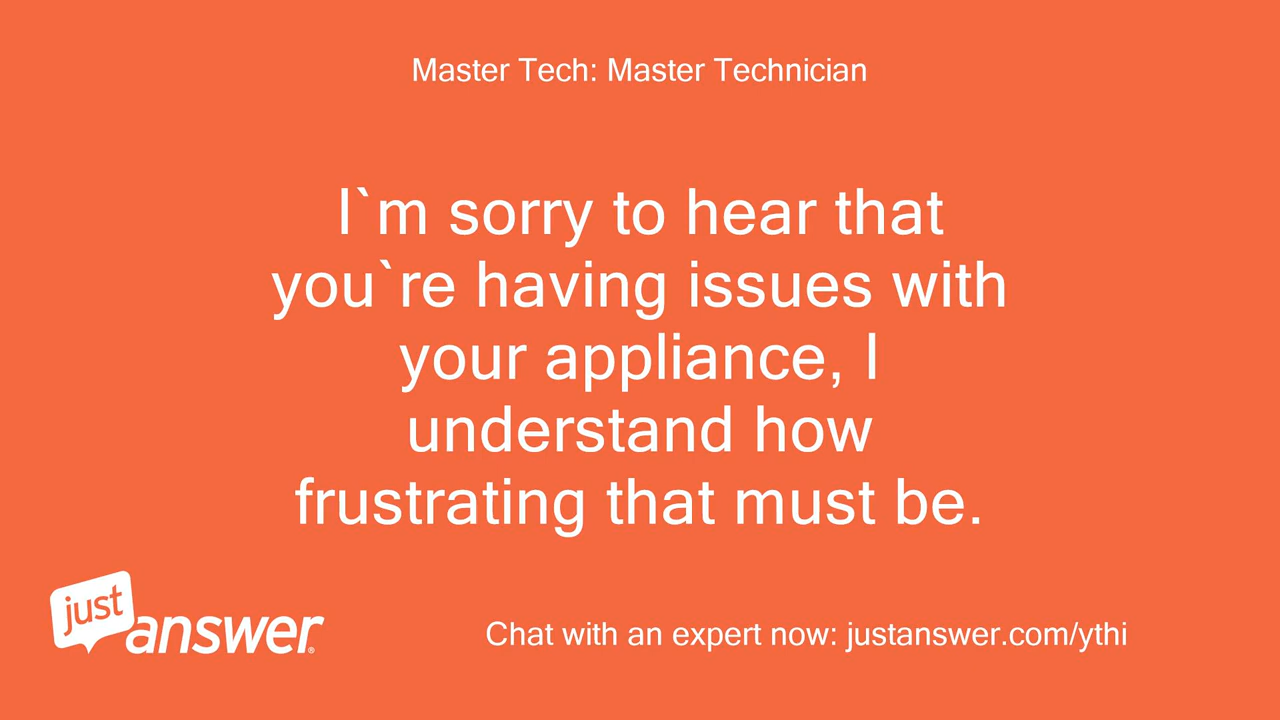 Master Tech: Master Technician
I`m sorry to hear that
you`re having issues with
your appliance, I
understand how
frustrating that must be.
just
answer®
Chat with an expert now: justanswer.com/ythi